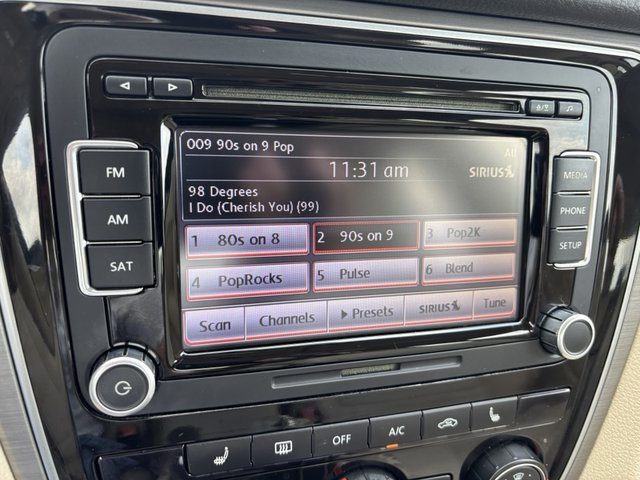 009 90s on 9 Pop
All
11:31 am
SIRIUS
98 Degrees
I Do (Cherish You) (99)
FM
AM
SAT
MEDIA
PHONE
SETUP
1 80s on 8
2 90s on 9
3 Pop2K
4 PopRocks
5 Pulse
6 Blend
Scan
Channels
Presets
SIRIUS
Tune
OFF
A/C